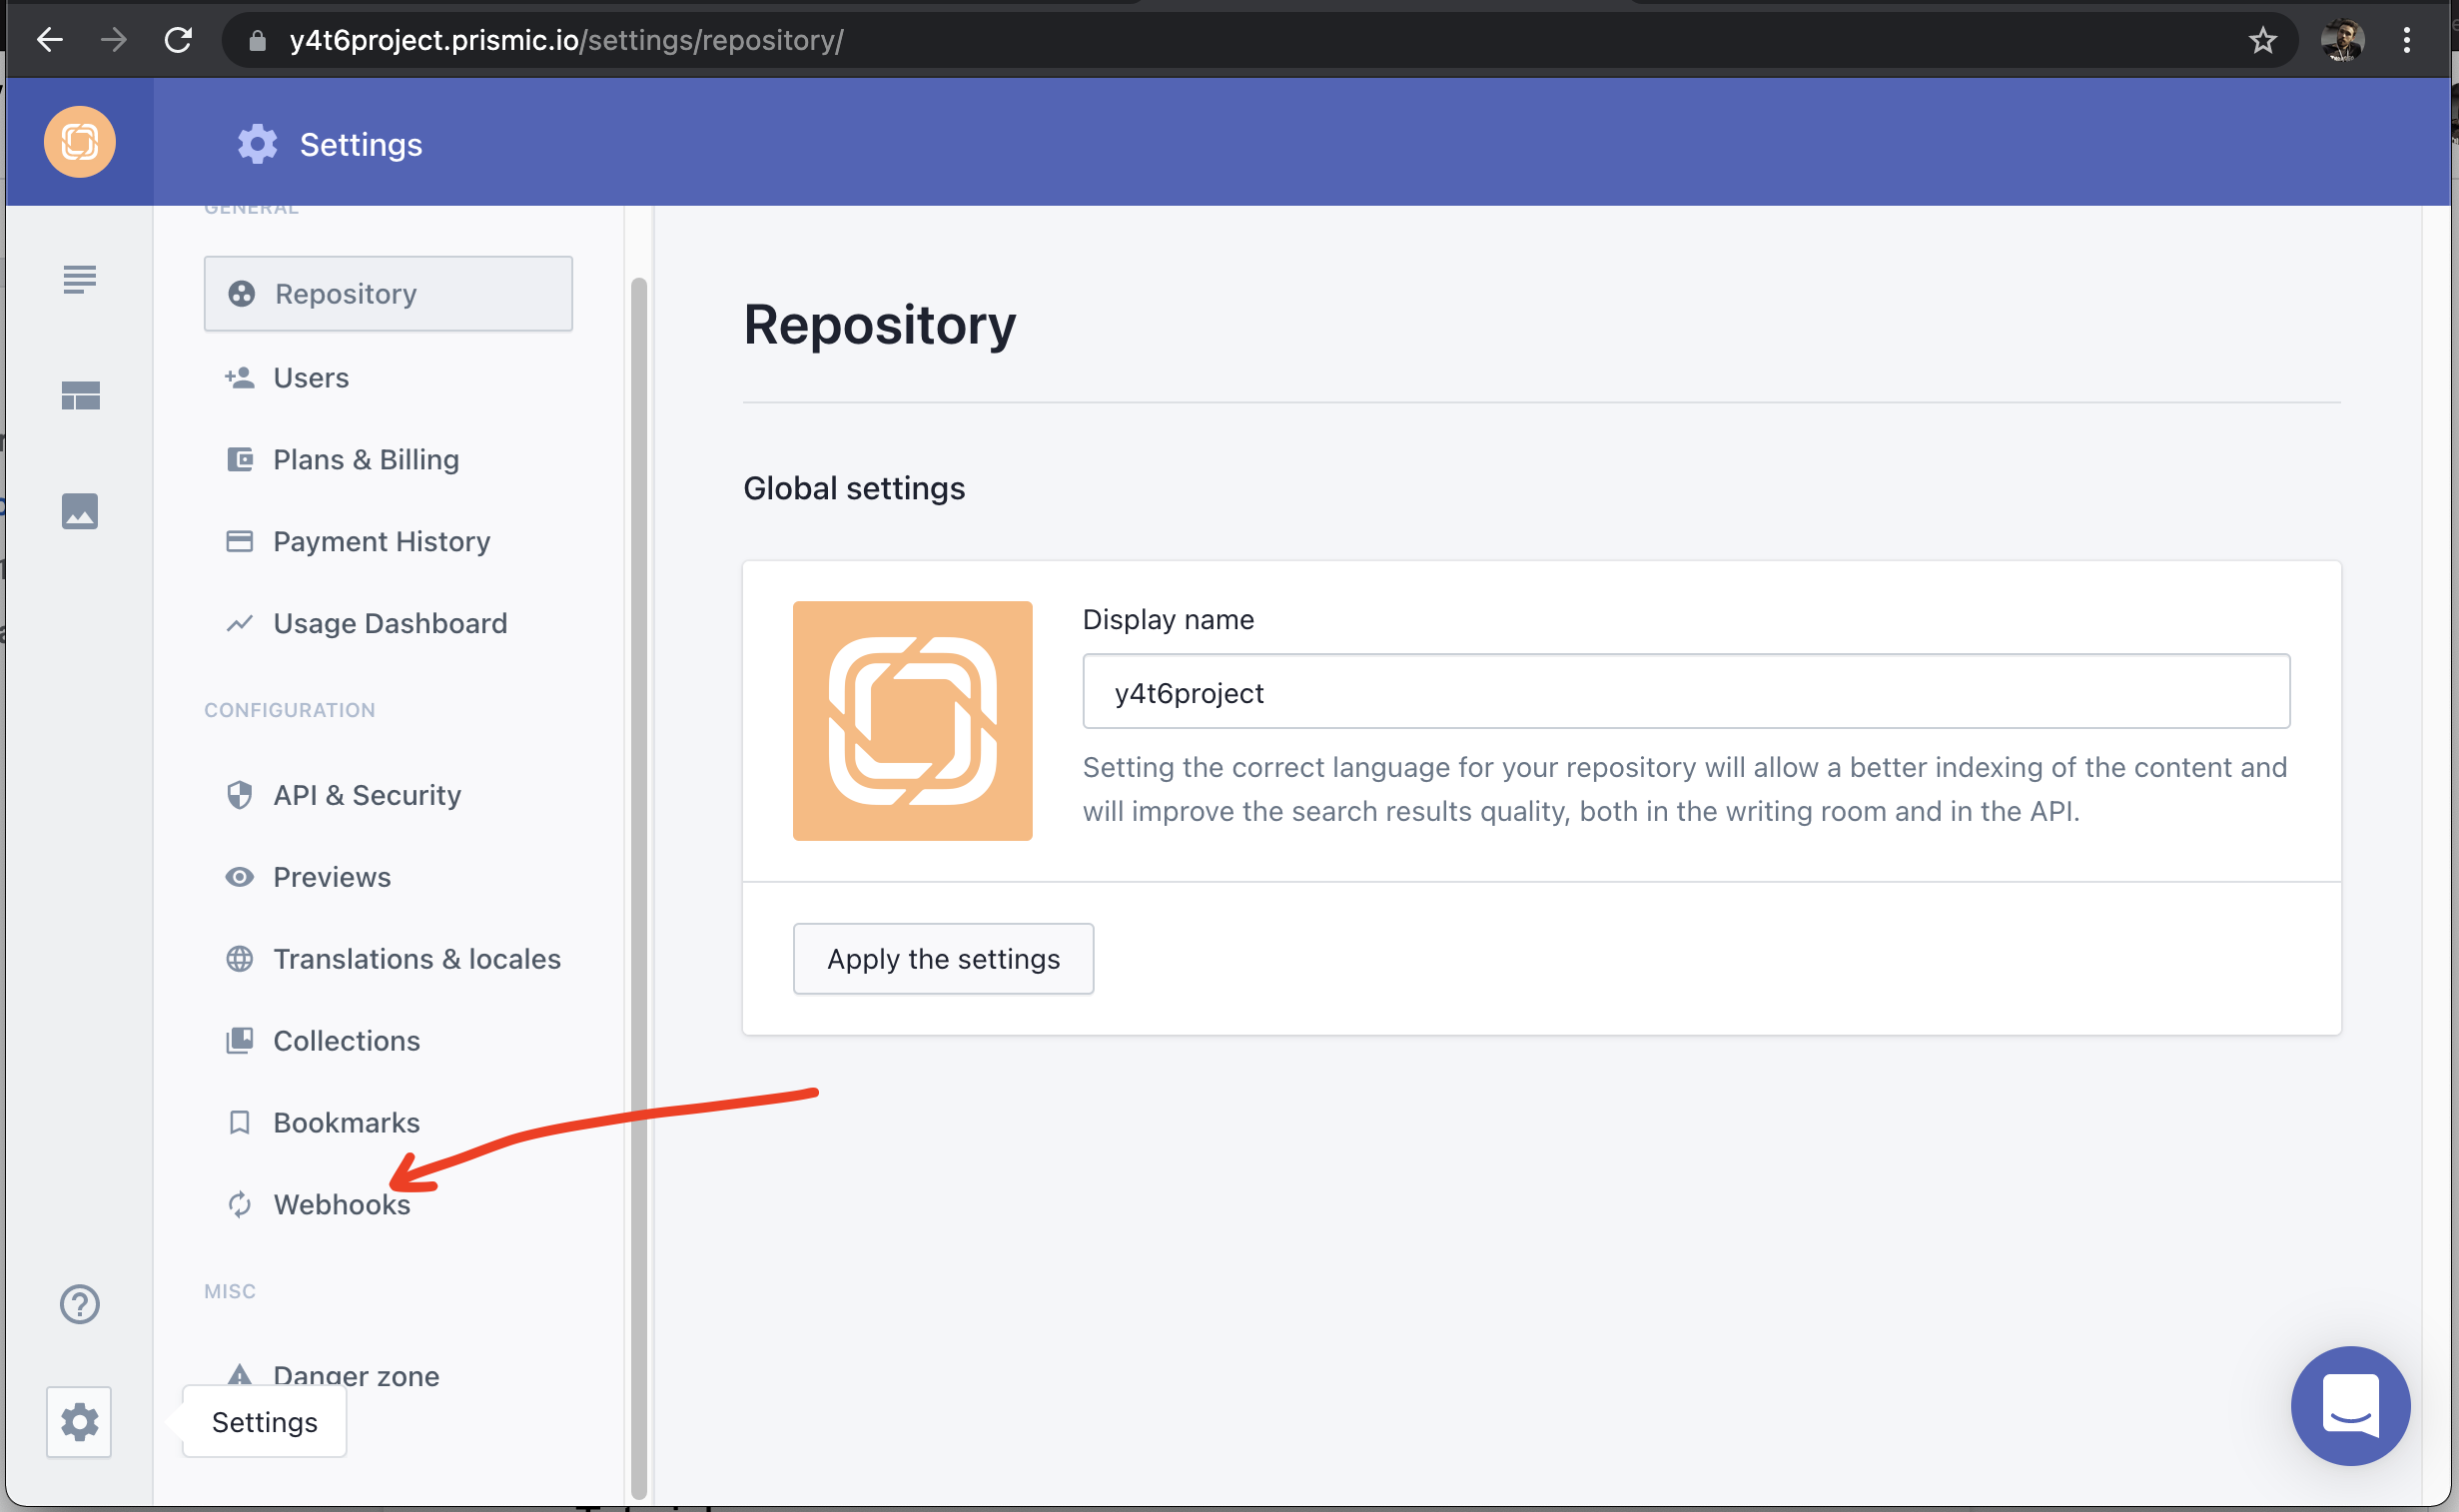 y4t6project.prismic.io/settings/repository/
Settings
GENERAL
Repository
Users
Plans & Billing
Payment History
Usage Dashboard
CONFIGURATION
API & Security
Previews
Translations & locales
Collections
Bookmarks
Webhooks
MISC
Danger zone
Settings
Repository
Global settings
Display name
y4t6project
Setting the correct language for your repository will allow a better indexing of the content and
will improve the search results quality, both in the writing room and in the API.
Apply the settings